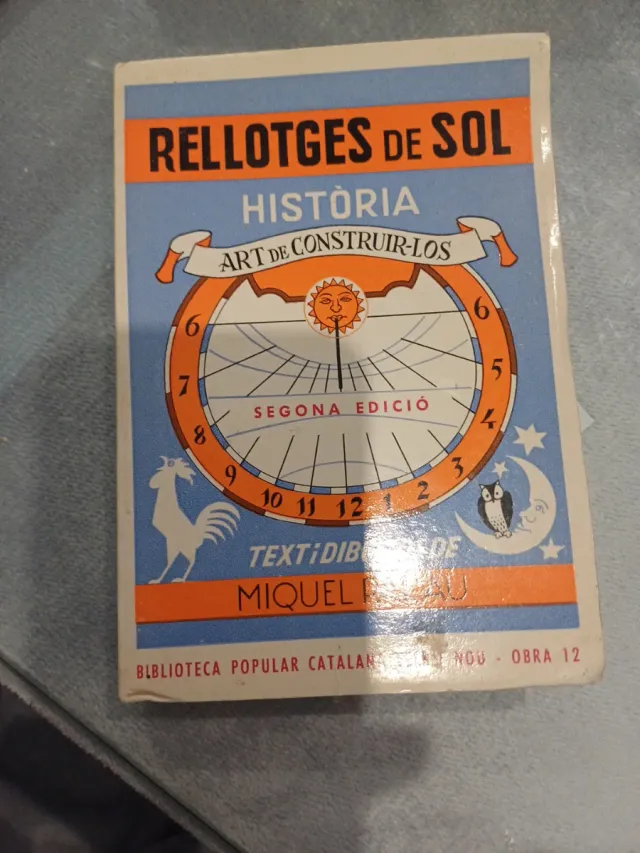 RELLOTGES DE SOL
HISTÒRIA
ART DE CONSTRUIR-LOS
6 6
7 5
SEGONA EDICIÓ
8 4
9 3
10 11 12 1 2
TEXT i DE
MIQUEL
BIBLIOTECA POPULAR CATALANA NOU - OBRA 12